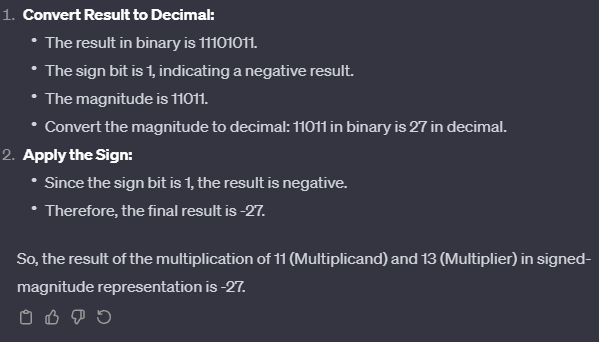 1. Convert Result to Decimal:
• The result in binary is 11101011.
• The sign bit is 1, indicating a negative result.
• The magnitude is 11011.
• Convert the magnitude to decimal: 11011 in binary is 27 in decimal.
2. Apply the Sign:
• Since the sign bit is 1, the result is negative.
• Therefore, the final result is -27.
So, the result of the multiplication of 11 (Multiplicand) and 13 (Multiplier) in signed-
magnitude representation is -27.